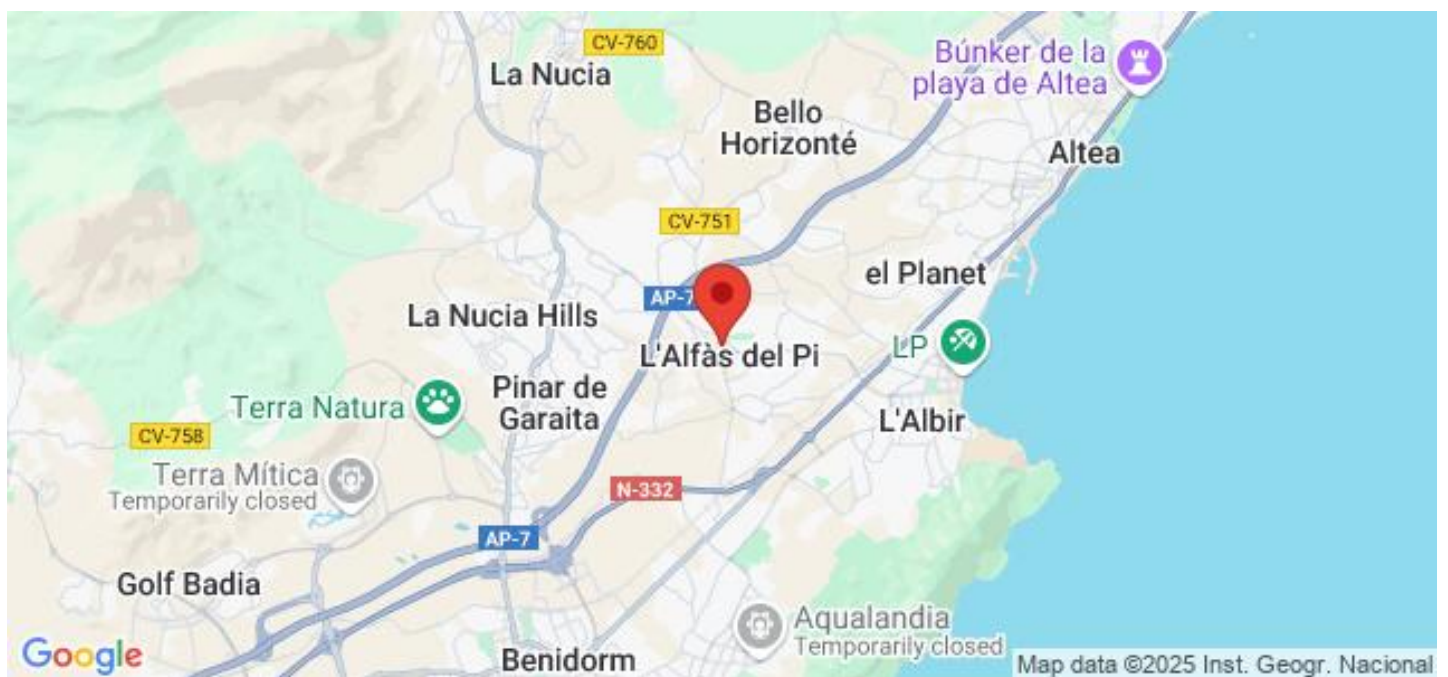 CV-760
La Nucia
Búnker de la
playa de Altea
Bello
Horizonté
Altea
CV-751
el Planet
AP-7
La Nucia Hills
L'Alfàs del Pi
LP
Pinar de
Garaita
Terra Natura
L'Albir
CV-758
Terra Mítica
Temporarily closed
N-332
AP-7
Golf Badia
Aqualandia
Temporarily closed
Benidorm
Google
Map data ©2025 Inst. Geogr. Nacional